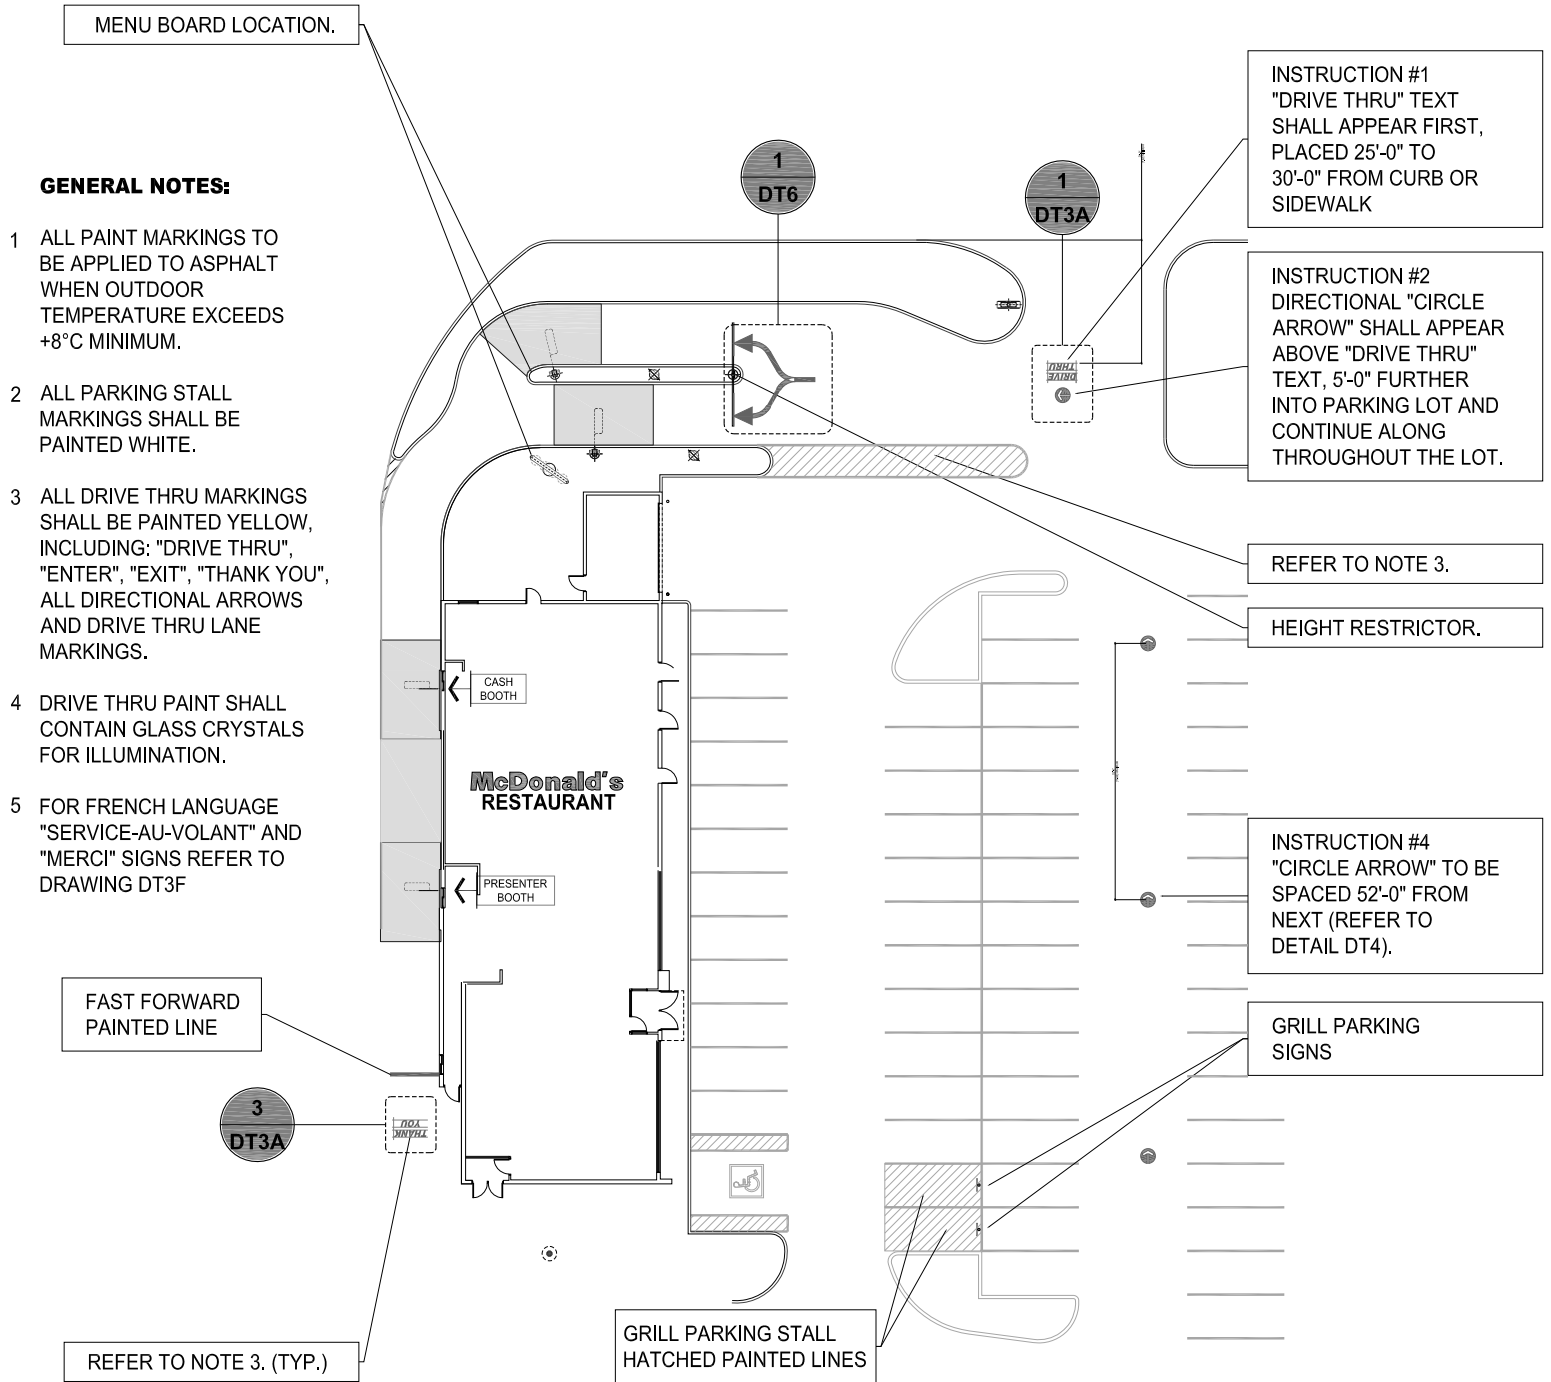 MENU BOARD LOCATION.
GENERAL NOTES:
1 ALL PAINT MARKINGS TO
BE APPLIED TO ASPHALT
WHEN OUTDOOR
TEMPERATURE EXCEEDS
+8°C MINIMUM.
2 ALL PARKING STALL
MARKINGS SHALL BE
PAINTED WHITE.
3 ALL DRIVE THRU MARKINGS
SHALL BE PAINTED YELLOW,
INCLUDING: "DRIVE THRU",
"ENTER", "EXIT", "THANK YOU",
ALL DIRECTIONAL ARROWS
AND DRIVE THRU LANE
MARKINGS.
4 DRIVE THRU PAINT SHALL
CONTAIN GLASS CRYSTALS
FOR ILLUMINATION.
5 FOR FRENCH LANGUAGE
"SERVICE-AU-VOLANT" AND
"MERCI" SIGNS REFER TO
DRAWING DT3F
1
DT6
1
DT3A
DRIVE
THRU
INSTRUCTION #1
"DRIVE THRU" TEXT
SHALL APPEAR FIRST,
PLACED 25'-0" TO
30'-0" FROM CURB OR
SIDEWALK
INSTRUCTION #2
DIRECTIONAL "CIRCLE
ARROW" SHALL APPEAR
ABOVE "DRIVE THRU"
TEXT, 5'-0" FURTHER
INTO PARKING LOT AND
CONTINUE ALONG
THROUGHOUT THE LOT.
REFER TO NOTE 3.
HEIGHT RESTRICTOR.
CASH
BOOTH
McDonald's
RESTAURANT
PRESENTER
BOOTH
INSTRUCTION #4
"CIRCLE ARROW" TO BE
SPACED 52'-0" FROM
NEXT (REFER TO
DETAIL DT4).
FAST FORWARD
PAINTED LINE
GRILL PARKING
SIGNS
3
DT3A
THANK
YOU
GRILL PARKING STALL
HATCHED PAINTED LINES
REFER TO NOTE 3. (TYP.)